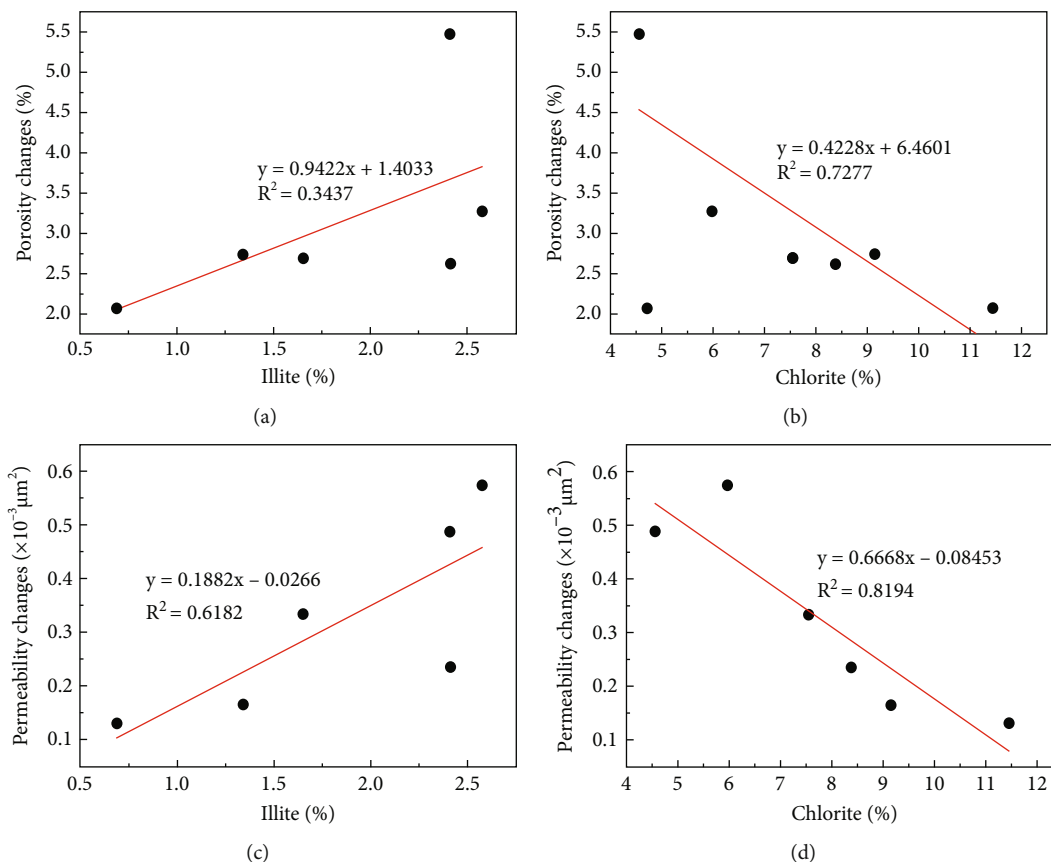 5.5
5.0
4.5
4.0
3.5
3.0
2.5
2.0
Porosity changes (%)
y = 0.9422x + 1.4033
R² = 0.3437
0.5 1.0 1.5 2.0 2.5
Illite (%)
(a)
5.5
5.0
4.5
4.0
3.5
3.0
2.5
2.0
Porosity changes (%)
y = 0.4228x + 6.4601
R² = 0.7277
4 5 6 7 8 9 10 11 12
Chlorite (%)
(b)
0.6
0.5
0.4
0.3
0.2
0.1
Permeability changes (×10⁻³μm²)
y = 0.1882x – 0.0266
R² = 0.6182
0.5 1.0 1.5 2.0 2.5
Illite (%)
(c)
0.6
0.5
0.4
0.3
0.2
0.1
Permeability changes (×10⁻³μm²
y = 0.6668x – 0.08453
R² = 0.8194
4 5 6 7 8 9 10 11 12
Chlorite (%)
(d)